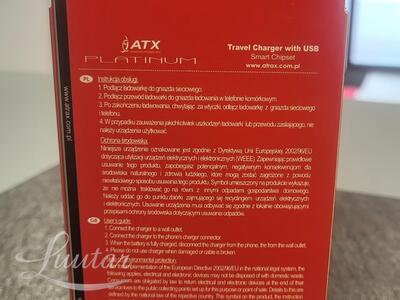 ATX
PLATINUM
Travel Charger with USB
Smart Chipset
www.atrax.com.pl
www.atrax.com.pl
PL Instrukcja obsługi
1. Podłącz ładowarkę do gniazda sieciowego.
2. Podłącz przewód ładowarki do gniazda ładowania w telefonie komórkowym.
3. Po zakończeniu ładowania, chwytając za wtyczki, odłącz ładowarkę z gniazda sieciowego
i telefonu.
4. W przypadku zauważenia jakichkolwiek uszkodzeń ładowarki lub przewodu zasilającego, nie
należy urządzenia użytkować.
Ochrona środowiska:
Niniejsze urządzenie oznakowane jest zgodnie z Dyrektywą Unii Europejskiej 2002/96/EU
dotyczącą utylizacji urządzeń elektrycznych i elektronicznych (WEEE). Zapewniając prawidłowe
usuwanie tego produktu, zapobiegasz potencjalnym, negatywnym konsekwencjom dla
środowiska naturalnego i zdrowia ludzkiego, które mogą zostać zagrożone z powodu
niewłaściwego sposobu usuwania tego produktu. Symbol umieszczony na produkcie wykazuje,
że nie można traktować go na równi z innymi odpadami gospodarstwa domowego.
Należy oddać go do punktu zbiórki zajmującego się recyklingiem urządzeń elektrycznych
i elektronicznych. Usuwanie urządzenia musi odbywać się zgodnie z lokalnie obowiązującymi
przepisami ochrony środowiska dotyczącymi usuwania odpadów.
GB User's guide:
1. Connect the charger to a wall outlet.
2. Connect the charger to the phone's charger connector.
3. When the battery is fully charged, disconnect the charger from the phone, the from the wall outlet.
4. Please do not use charger when damaged or cable is crashed.
Environmental protection:
implementation of the European Directive 2002/96/EU in the national legal system, the
following applies, electrical and electronic devices may not be disposed of with domestic waste.
Consumers are obligated by law to return electrical and electronic devices at the end of their
to the public collecting points set up for this purpose or point of sale. Details to this are
defined by the national law of the respective country. This symbol on the product, the instruction
Luutar